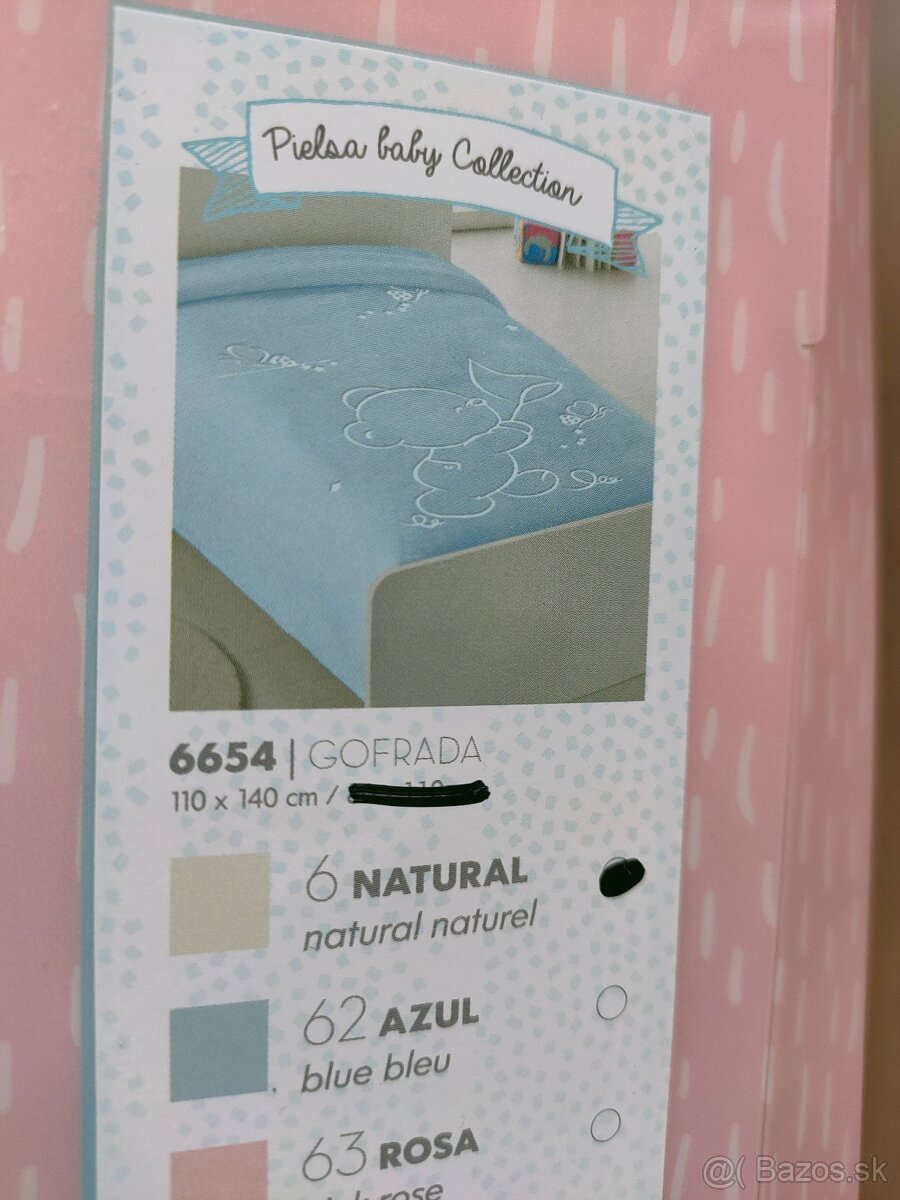 Pielsa baby Collection
6654 | GOFRADA
110 x 140 cm /
6 NATURAL
natural naturel
62 AZUL
blue bleu
63 ROSA
rose
@( Bazos.sk